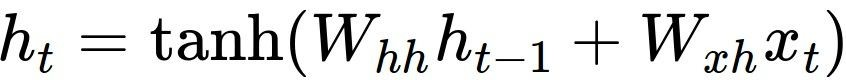 h_t = tanh(W_{hh}h_{t-1} + W_{xh}x_t)